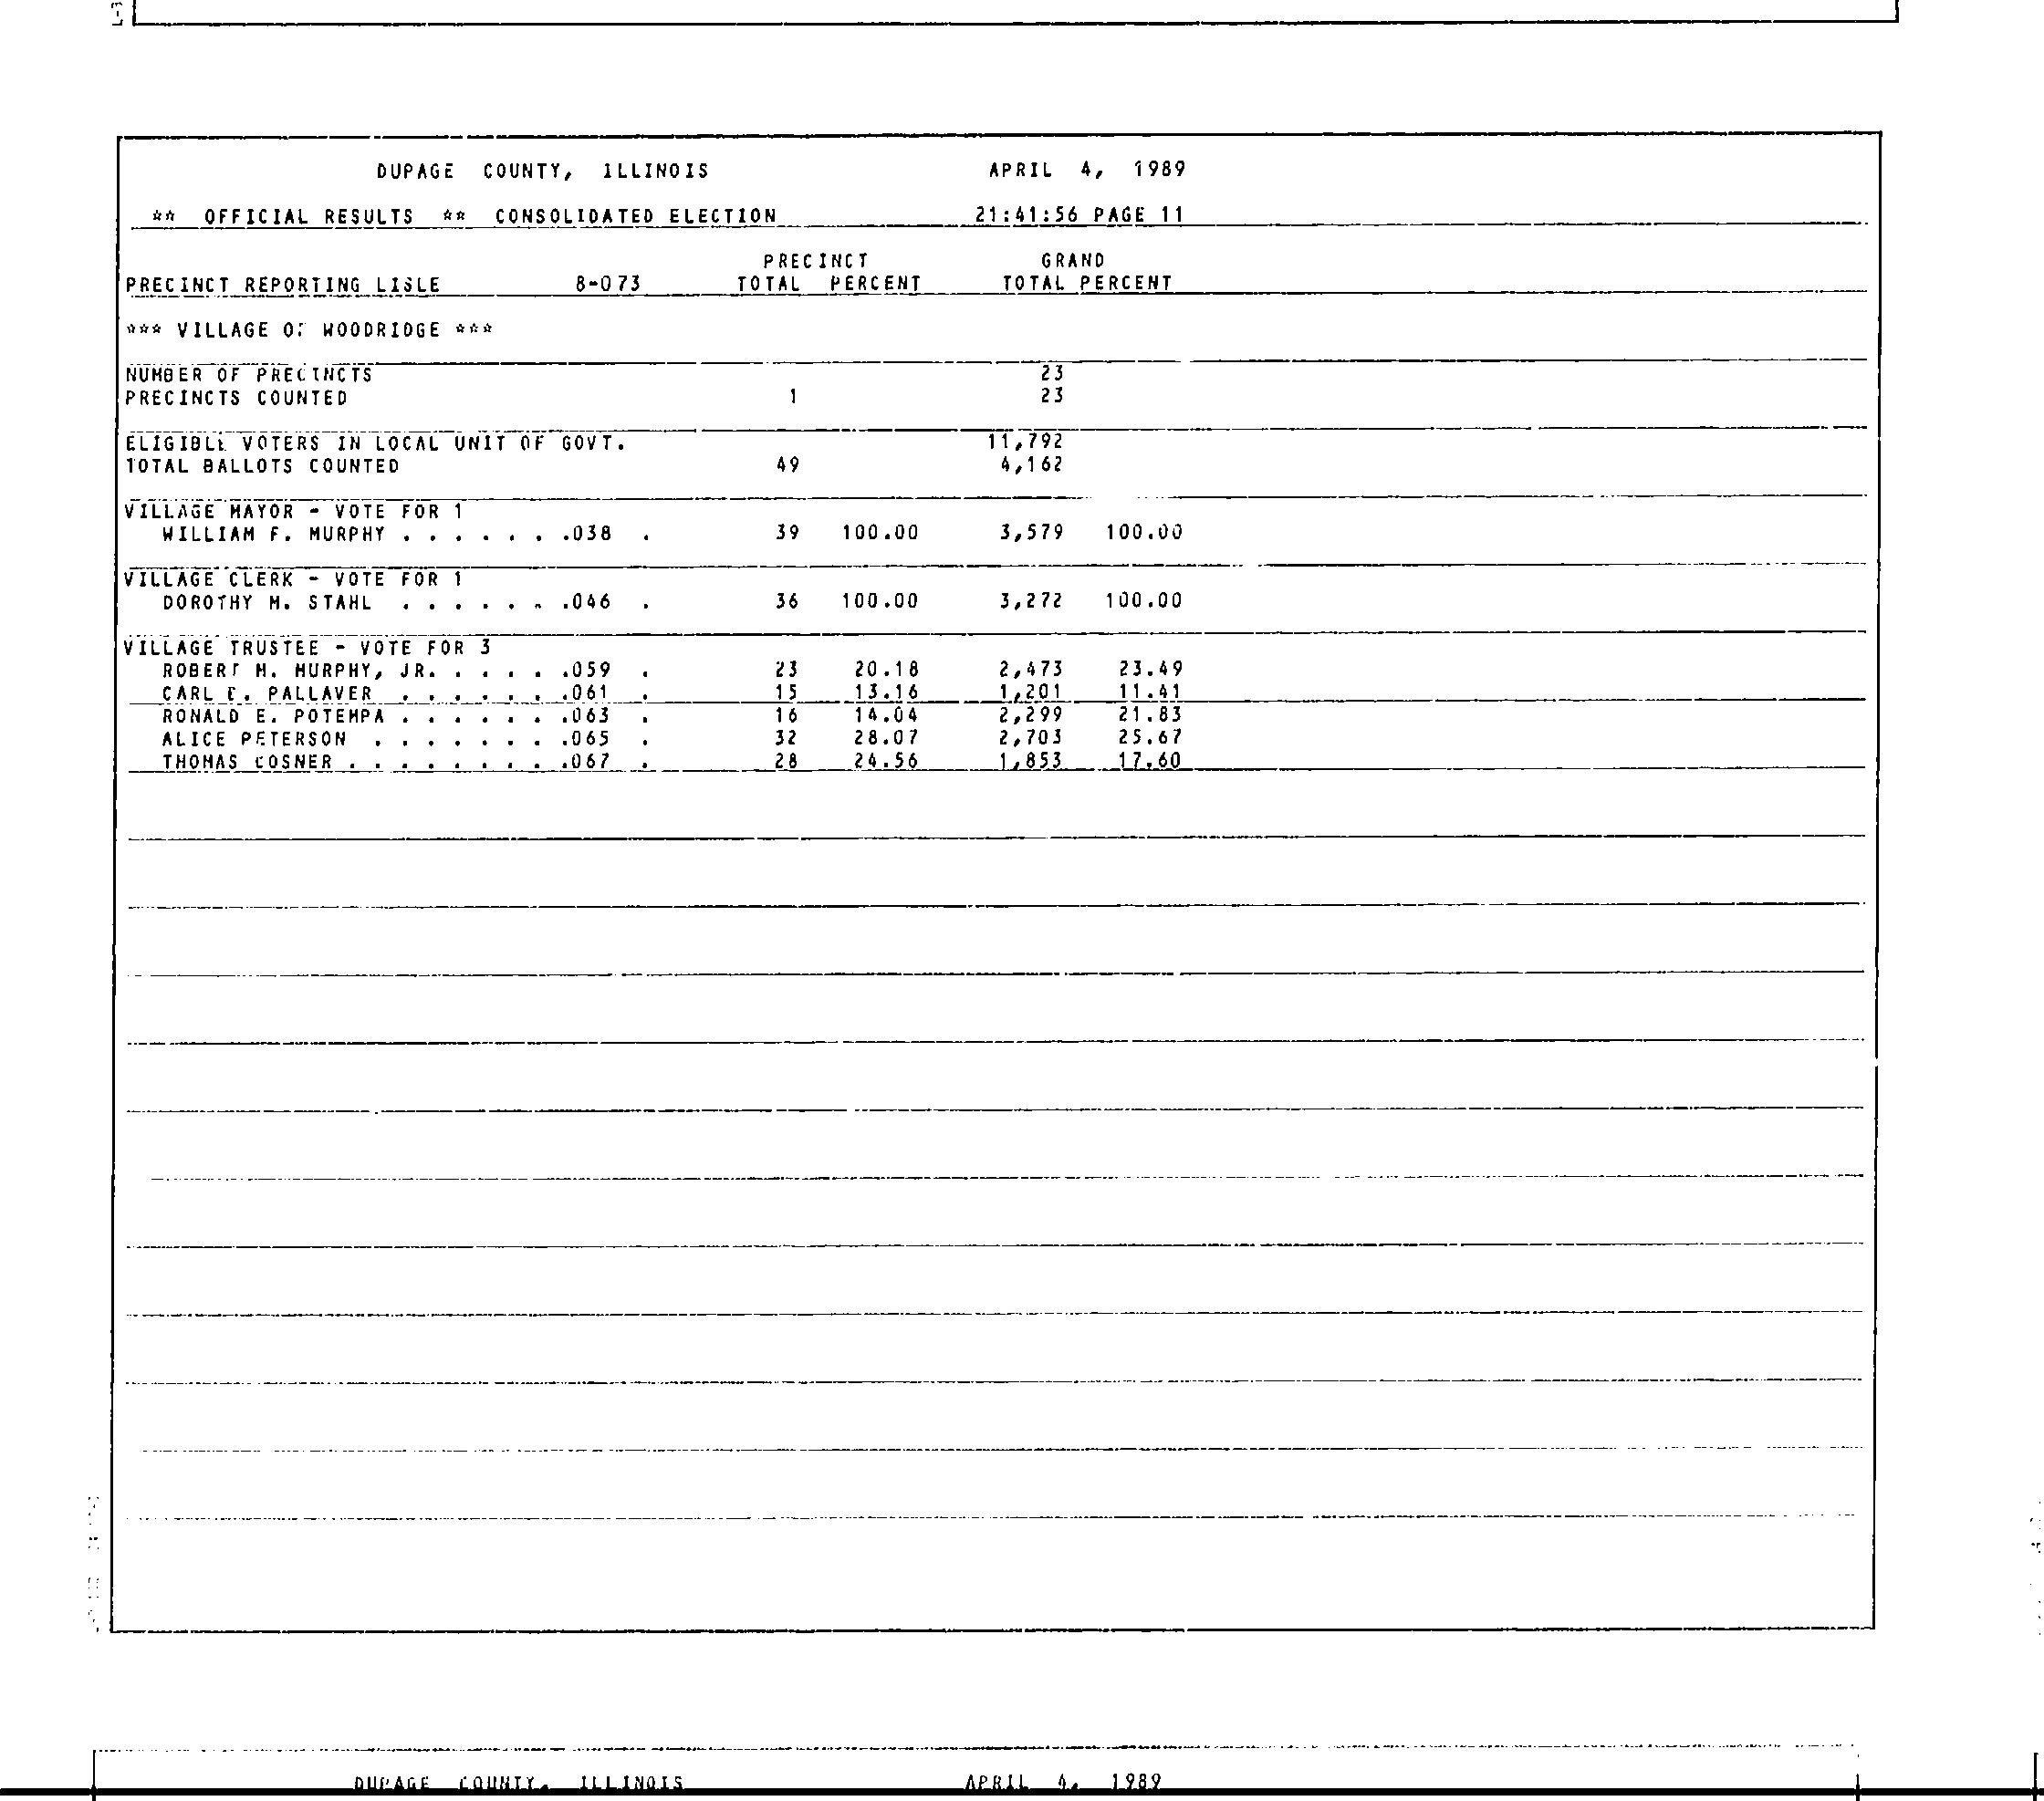 DUPAGE COUNTY, ILLINOIS APRIL 4, 1989
** OFFICIAL RESULTS ** CONSOLIDATED ELECTION 21:41:56 PAGE 11
PRECINCT GRAND
PRECINCT REPORTING LISLE 8-073 TOTAL PERCENT TOTAL PERCENT
*** VILLAGE OF WOODRIDGE ***
NUMBER OF PRECINCTS 23
PRECINCTS COUNTED 1 23
ELIGIBLE VOTERS IN LOCAL UNIT OF GOVT. 11,792
TOTAL BALLOTS COUNTED 49 4,162
VILLAGE MAYOR - VOTE FOR 1
WILLIAM F. MURPHY . . . . . . .038 . 39 100.00 3,579 100.00
VILLAGE CLERK - VOTE FOR 1
DOROTHY M. STAHL . . . . . . .046 . 36 100.00 3,272 100.00
VILLAGE TRUSTEE - VOTE FOR 3
ROBERT M. MURPHY, JR. . . . . .059 . 23 20.18 2,473 23.49
CARL E. PALLAVER . . . . . . .061 . 15 13.16 1,201 11.41
RONALD E. POTEMPA . . . . . . .063 . 16 14.04 2,299 21.83
ALICE PETERSON . . . . . . . .065 . 32 28.07 2,703 25.67
THOMAS COSNER . . . . . . . . .067 . 28 24.56 1,853 17.60
DUPAGE COUNTY, ILLINOIS APRIL 4, 1989